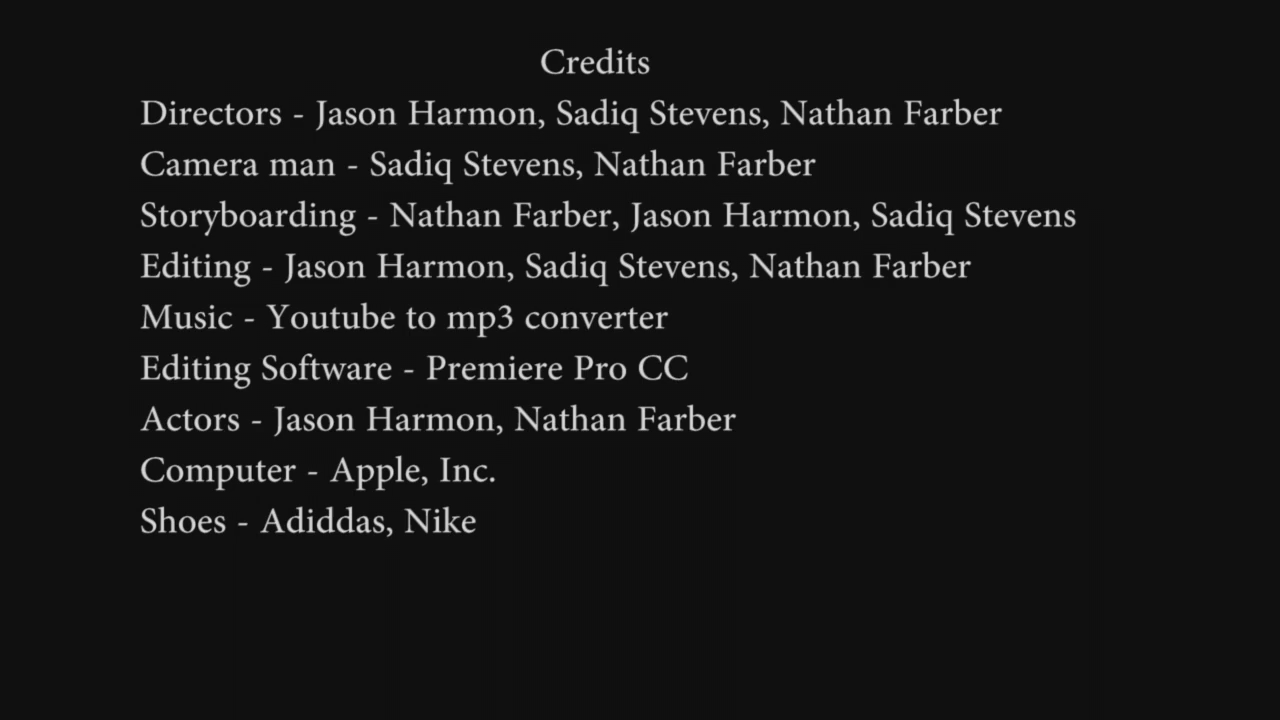 Credits
Directors - Jason Harmon, Sadiq Stevens, Nathan Farber
Camera man - Sadiq Stevens, Nathan Farber
Storyboarding - Nathan Farber, Jason Harmon, Sadiq Stevens
Editing - Jason Harmon, Sadiq Stevens, Nathan Farber
Music - Youtube to mp3 converter
Editing Software - Premiere Pro CC
Actors - Jason Harmon, Nathan Farber
Computer - Apple, Inc.
Shoes - Adiddas, Nike